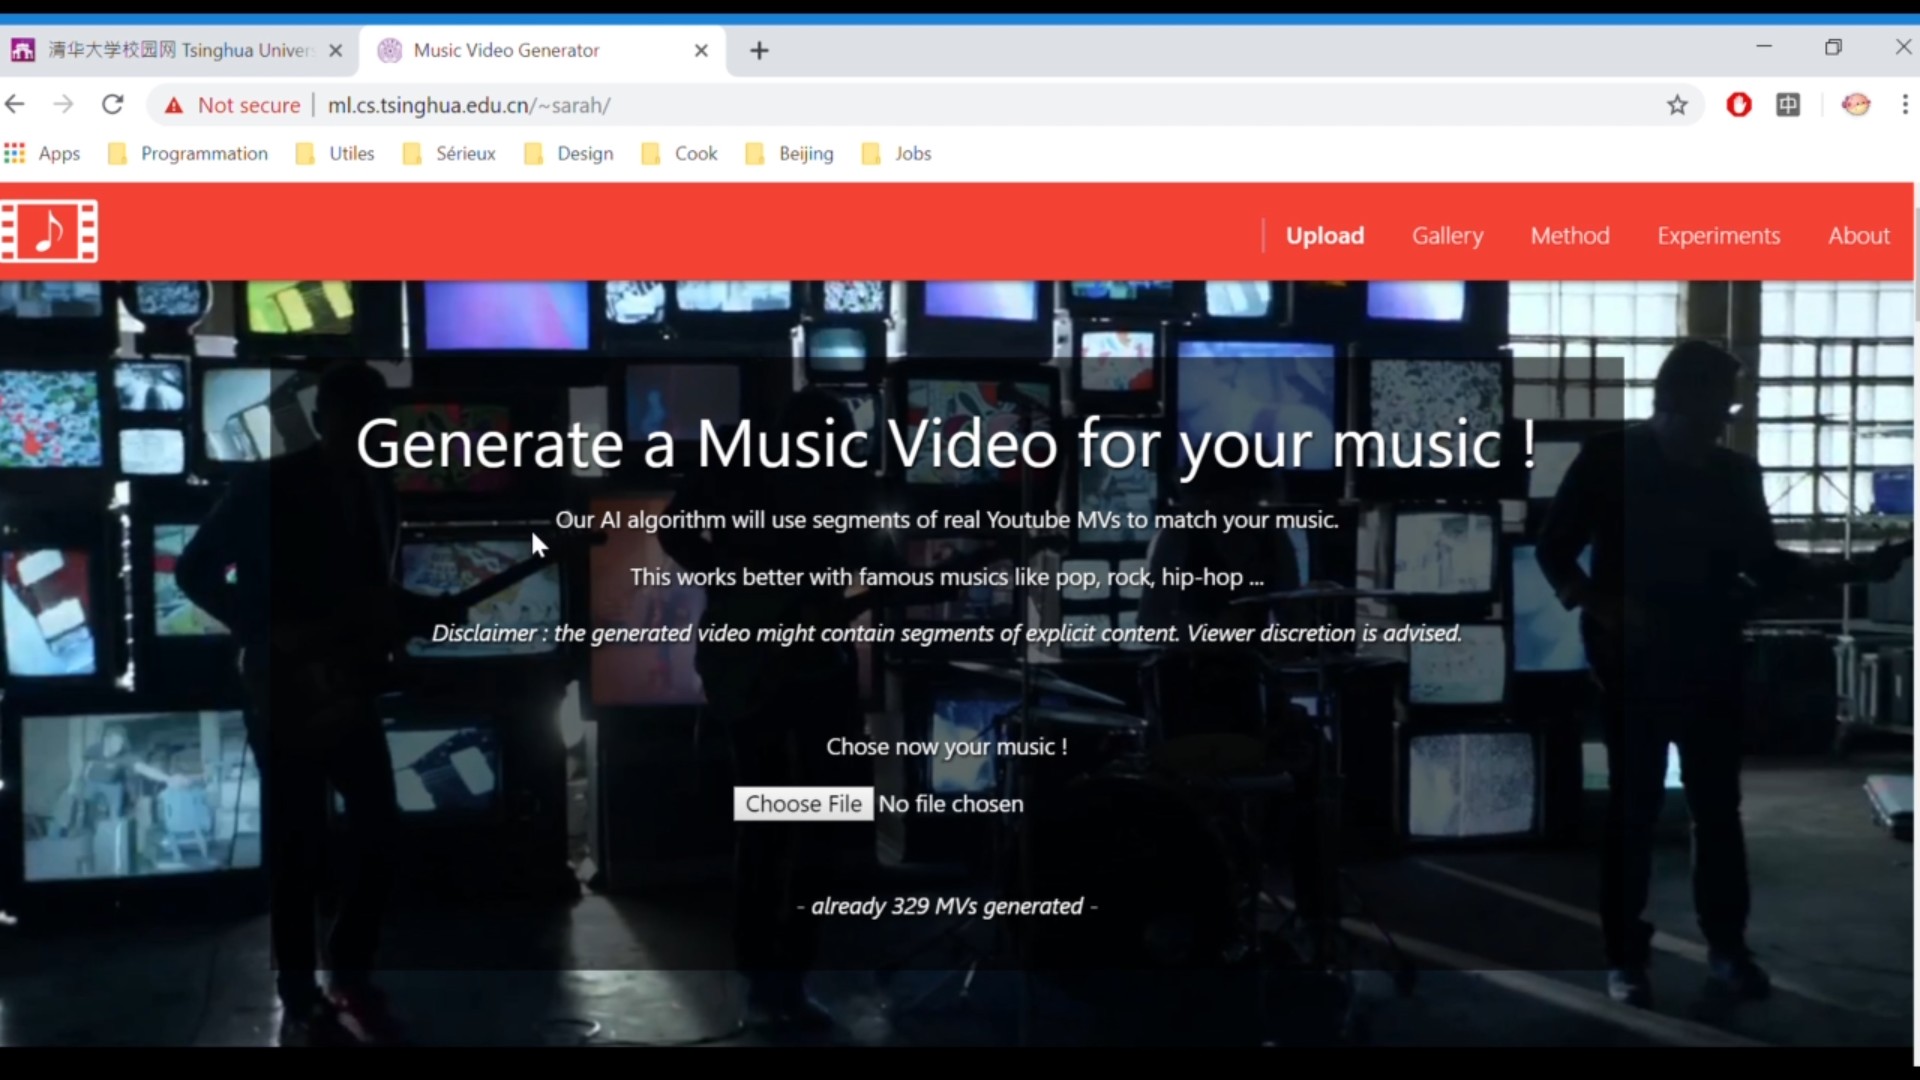 清华大学校园网 Tsinghua Univer
Music Video Generator
Not secure | ml.cs.tsinghua.edu.cn/~sarah/
中
Apps Programmation Utiles Sérieux Design Cook Beijing Jobs
Upload Gallery Method Experiments About
Generate a Music Video for your music !
Our AI algorithm will use segments of real Youtube MVs to match your music.
This works better with famous musics like pop, rock, hip-hop ...
Disclaimer : the generated video might contain segments of explicit content. Viewer discretion is advised.
Chose now your music !
Choose File No file chosen
- already 329 MVs generated -